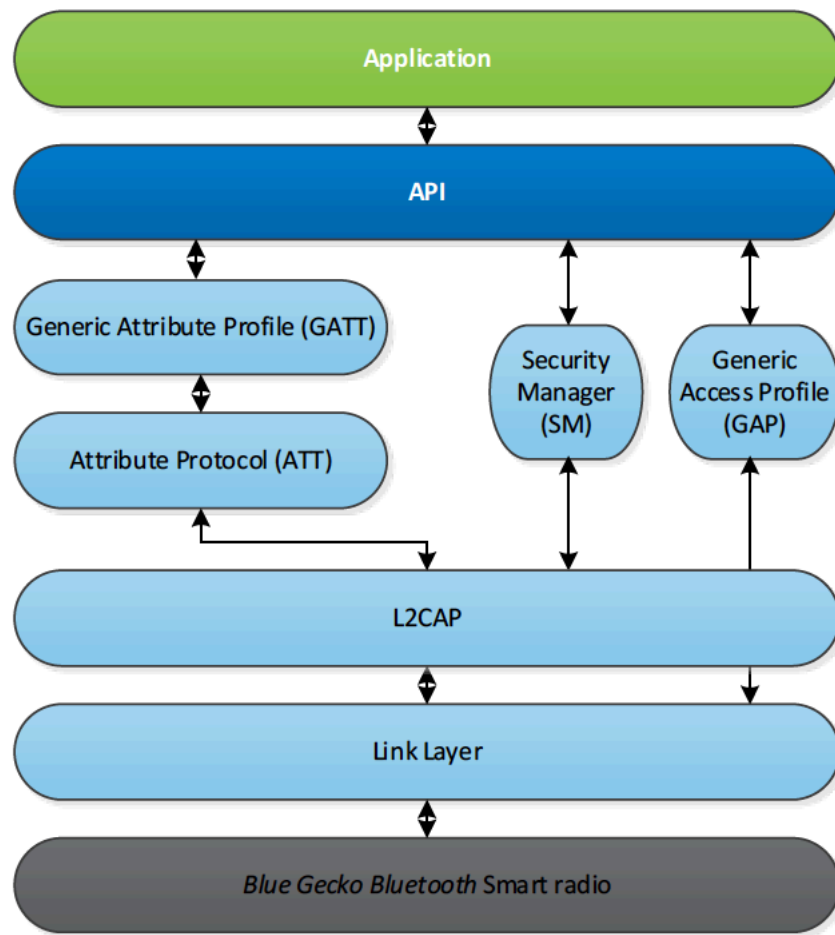 Application
API
Generic Attribute Profile (GATT)
Security
Manager
(SM)
Generic
Access Profile
(GAP)
Attribute Protocol (ATT)
L2CAP
Link Layer
Blue Gecko Bluetooth Smart radio